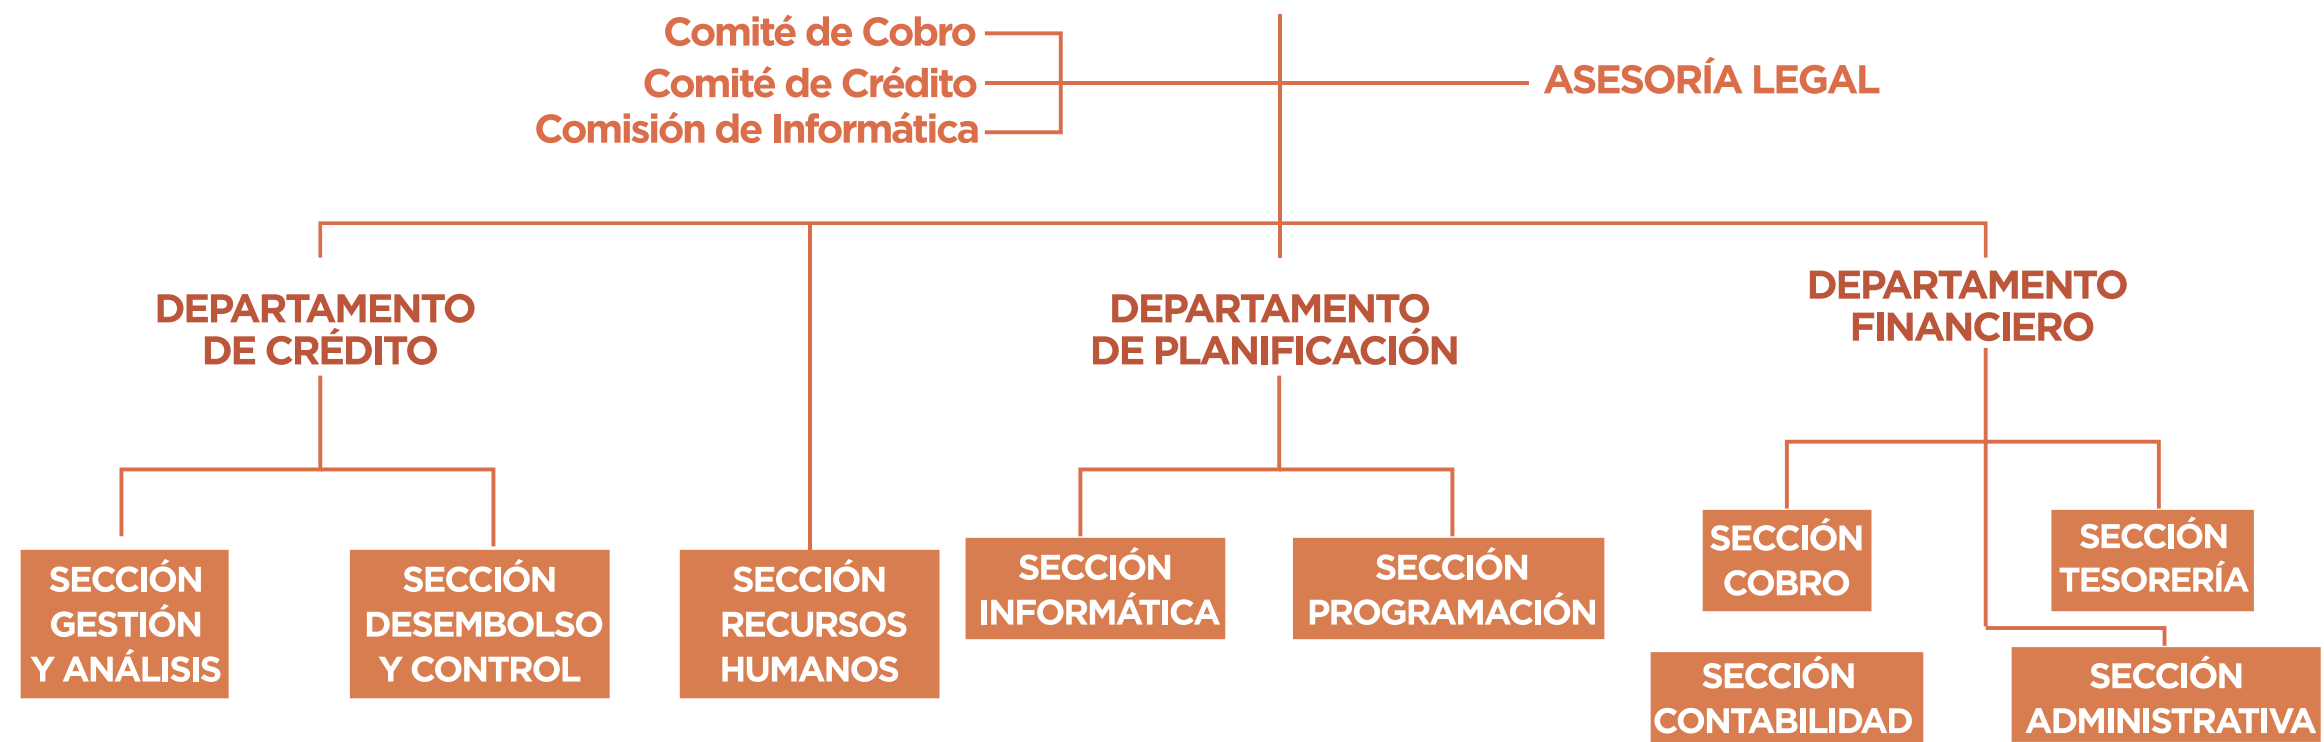 Comité de Cobro
Comité de Crédito
Comisión de Informática
ASESORÍA LEGAL
DEPARTAMENTO
DE CRÉDITO
DEPARTAMENTO
DE PLANIFICACIÓN
DEPARTAMENTO
FINANCIERO
SECCIÓN
GESTIÓN
Y ANÁLISIS
SECCIÓN
DESEMBOLSO
Y CONTROL
SECCIÓN
RECURSOS
HUMANOS
SECCIÓN
INFORMÁTICA
SECCIÓN
PROGRAMACIÓN
SECCIÓN
COBRO
SECCIÓN
TESORERÍA
SECCIÓN
CONTABILIDAD
SECCIÓN
ADMINISTRATIVA